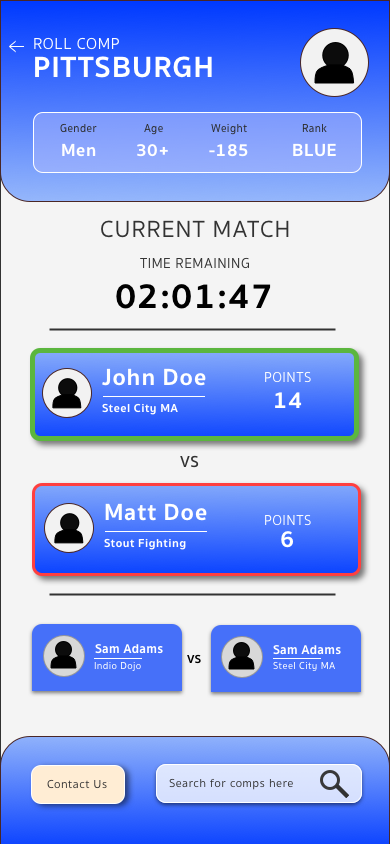 ROLL COMP
PITTSBURGH
Gender Age Weight Rank
Men 30+ -185 BLUE
CURRENT MATCH
TIME REMAINING
02:01:47
John Doe
Steel City MA
POINTS
14
VS
Matt Doe
Stout Fighting
POINTS
6
Sam Adams
Indio Dojo
VS
Sam Adams
Steel City MA
Contact Us
Search for comps here